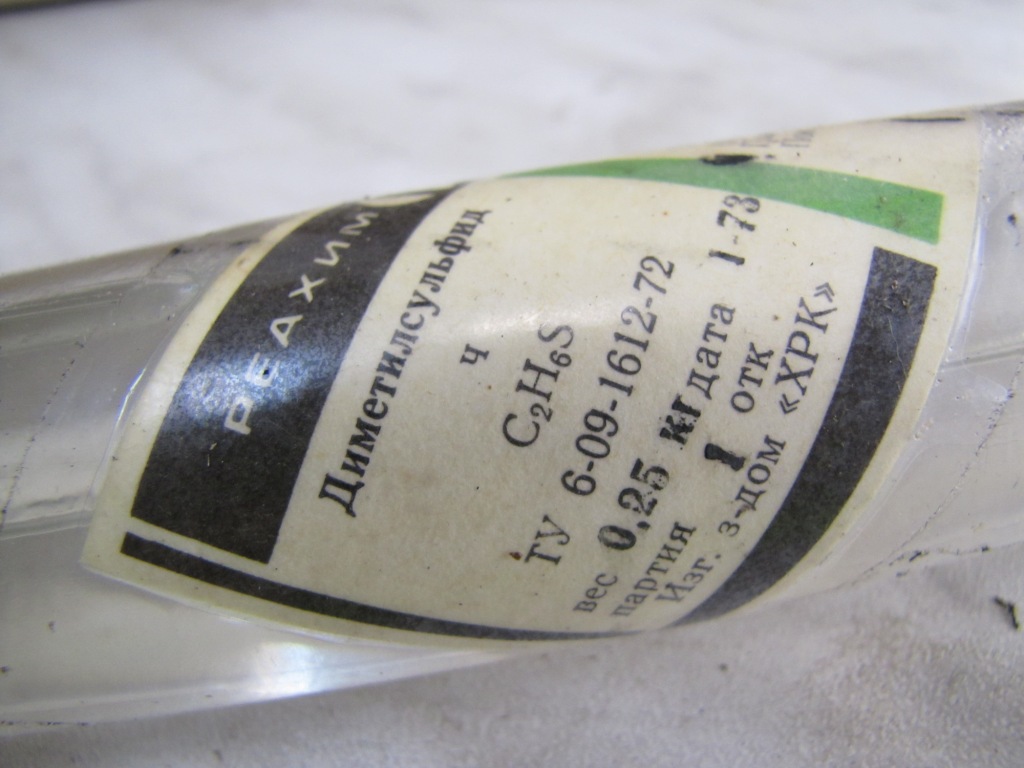 РЕАХИМ
Диметилсульфид
ч
C₂H₆S
ТУ 6-09-1612-72
вес 0,25 кг дата 1-73
партия 1 отк
Изг. з-дом «ХРК»